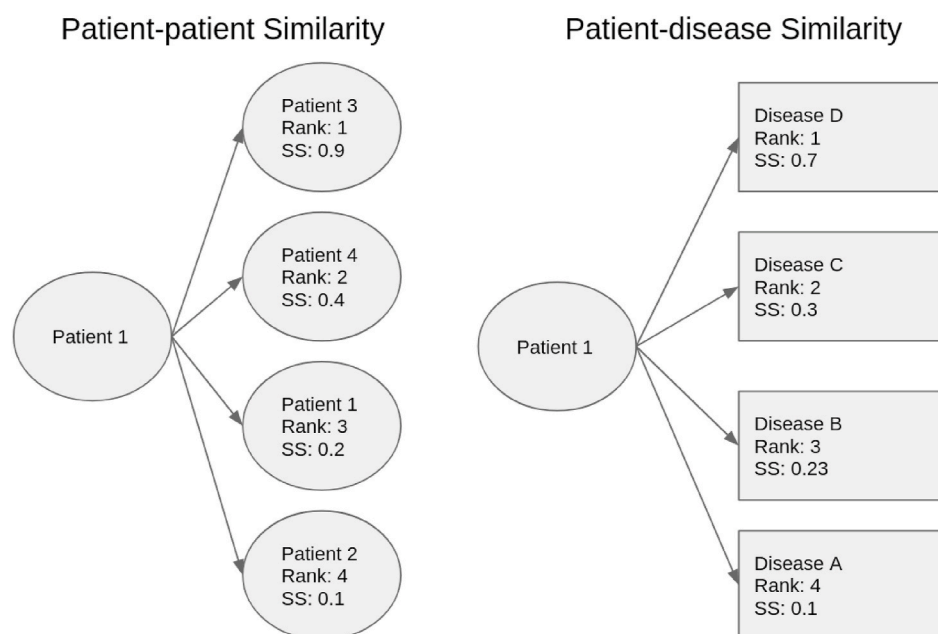 Patient-patient Similarity
Patient 1
Patient 3
Rank: 1
SS: 0.9
Patient 4
Rank: 2
SS: 0.4
Patient 1
Rank: 3
SS: 0.2
Patient 2
Rank: 4
SS: 0.1
Patient-disease Similarity
Patient 1
Disease D
Rank: 1
SS: 0.7
Disease C
Rank: 2
SS: 0.3
Disease B
Rank: 3
SS: 0.23
Disease A
Rank: 4
SS: 0.1